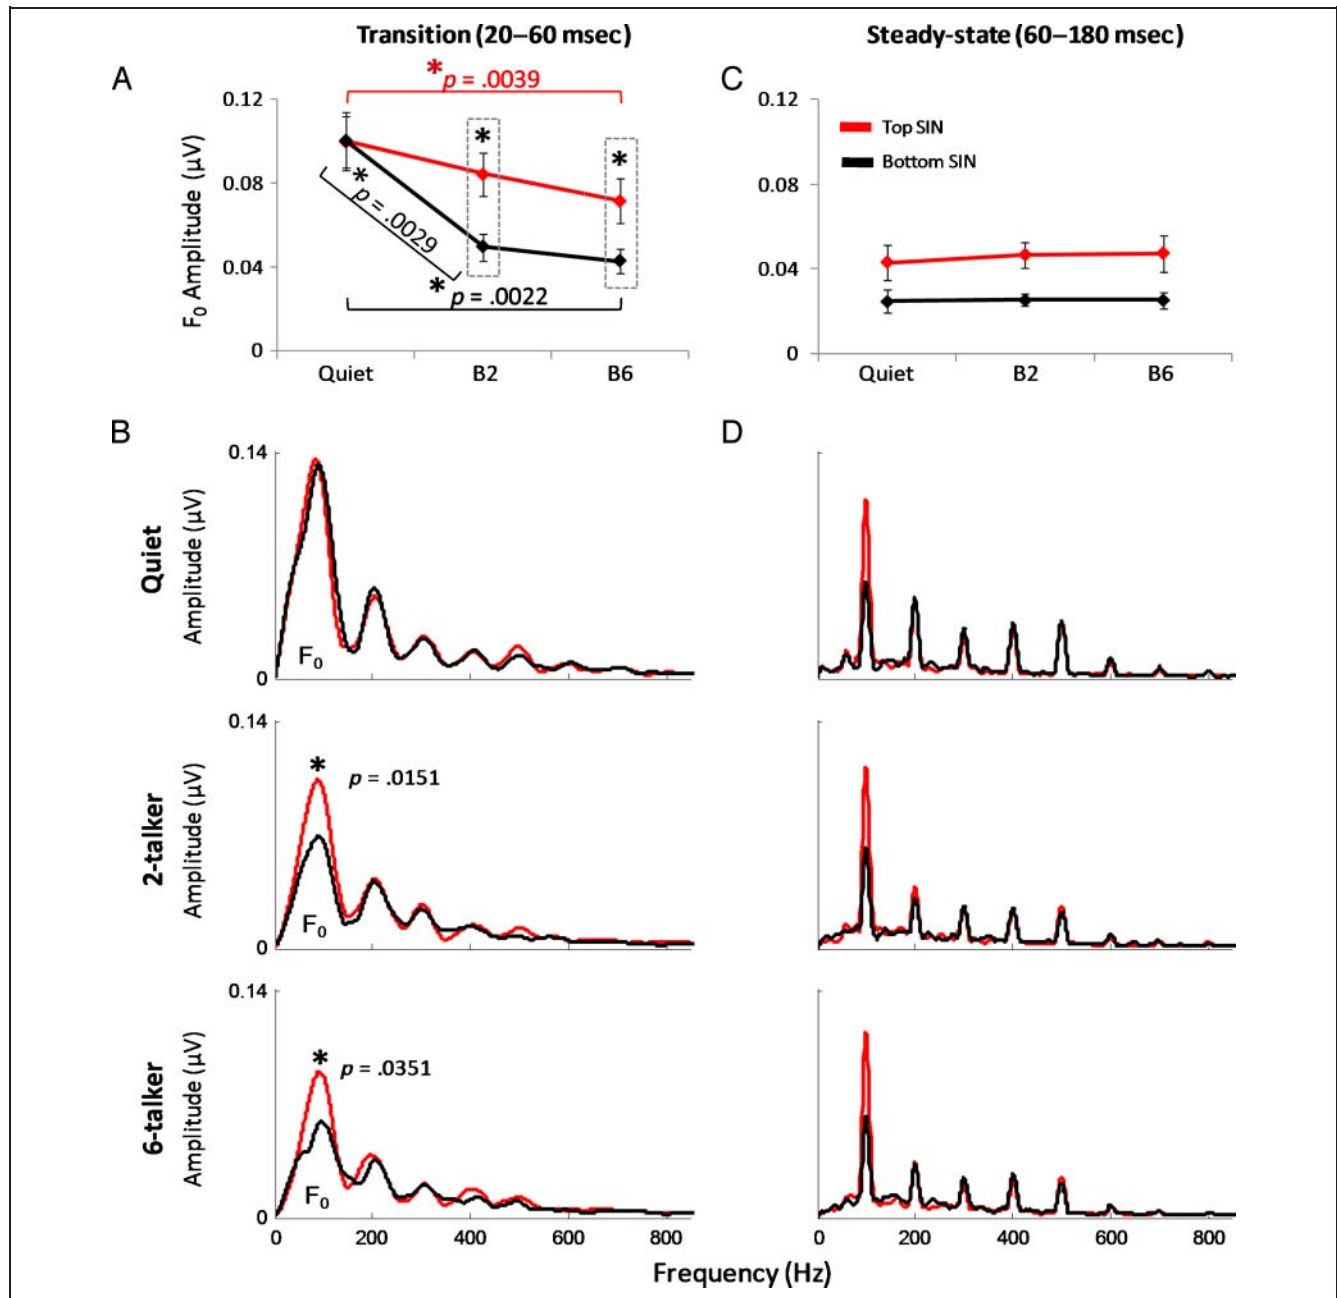 Transition (20–60 msec)
Steady-state (60–180 msec)
A
* p = .0039
0.12
0.08
0.04
0
F0 Amplitude (µV)
*
*
* p = .0029
* p = .0022
Quiet
B2
B6
C
0.12
0.08
0.04
0
Top SIN
Bottom SIN
Quiet
B2
B6
B
Quiet
Amplitude (µV)
0.14
0
F0
D
2-talker
Amplitude (µV)
0.14
0
* p = .0151
F0
6-talker
Amplitude (µV)
0.14
0
* p = .0351
F0
0 200 400 600 800
0 200 400 600 800
Frequency (Hz)